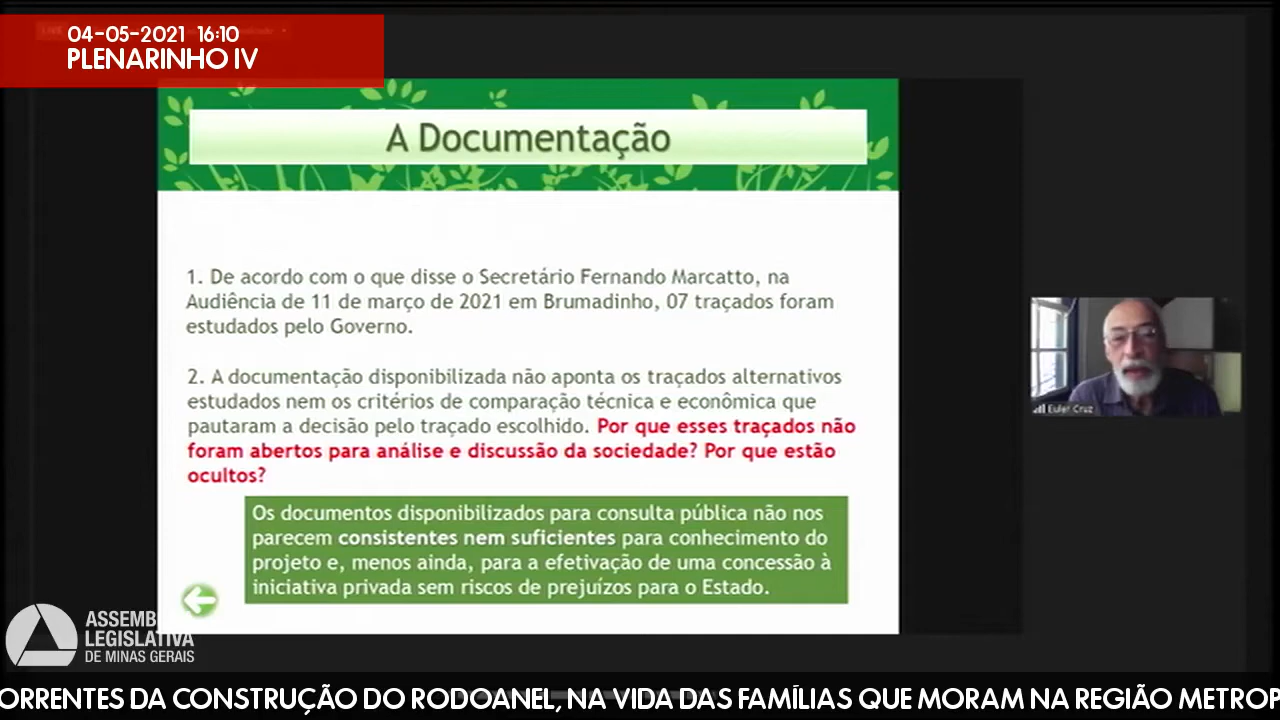 04-05-2021 16:10
PLENARINHO IV
A Documentação
1. De acordo com o que disse o Secretário Fernando Marcatto, na
Audiência de 11 de março de 2021 em Brumadinho, 07 traçados foram
estudados pelo Governo.
2. A documentação disponibilizada não aponta os traçados alternativos
estudados nem os critérios de comparação técnica e econômica que
pautaram a decisão pelo traçado escolhido. Por que esses traçados não
foram abertos para análise e discussão da sociedade? Por que estão
ocultos?
Os documentos disponibilizados para consulta pública não nos
parecem consistentes nem suficientes para conhecimento do
projeto e, menos ainda, para a efetivação de uma concessão à
iniciativa privada sem riscos de prejuízos para o Estado.
Euler Cruz
ASSEMB
LEGISLATIVA
DE MINAS GERAIS
ORRENTES DA CONSTRUÇÃO DO RODOANEL, NA VIDA DAS FAMÍLIAS QUE MORAM NA REGIÃO METROP